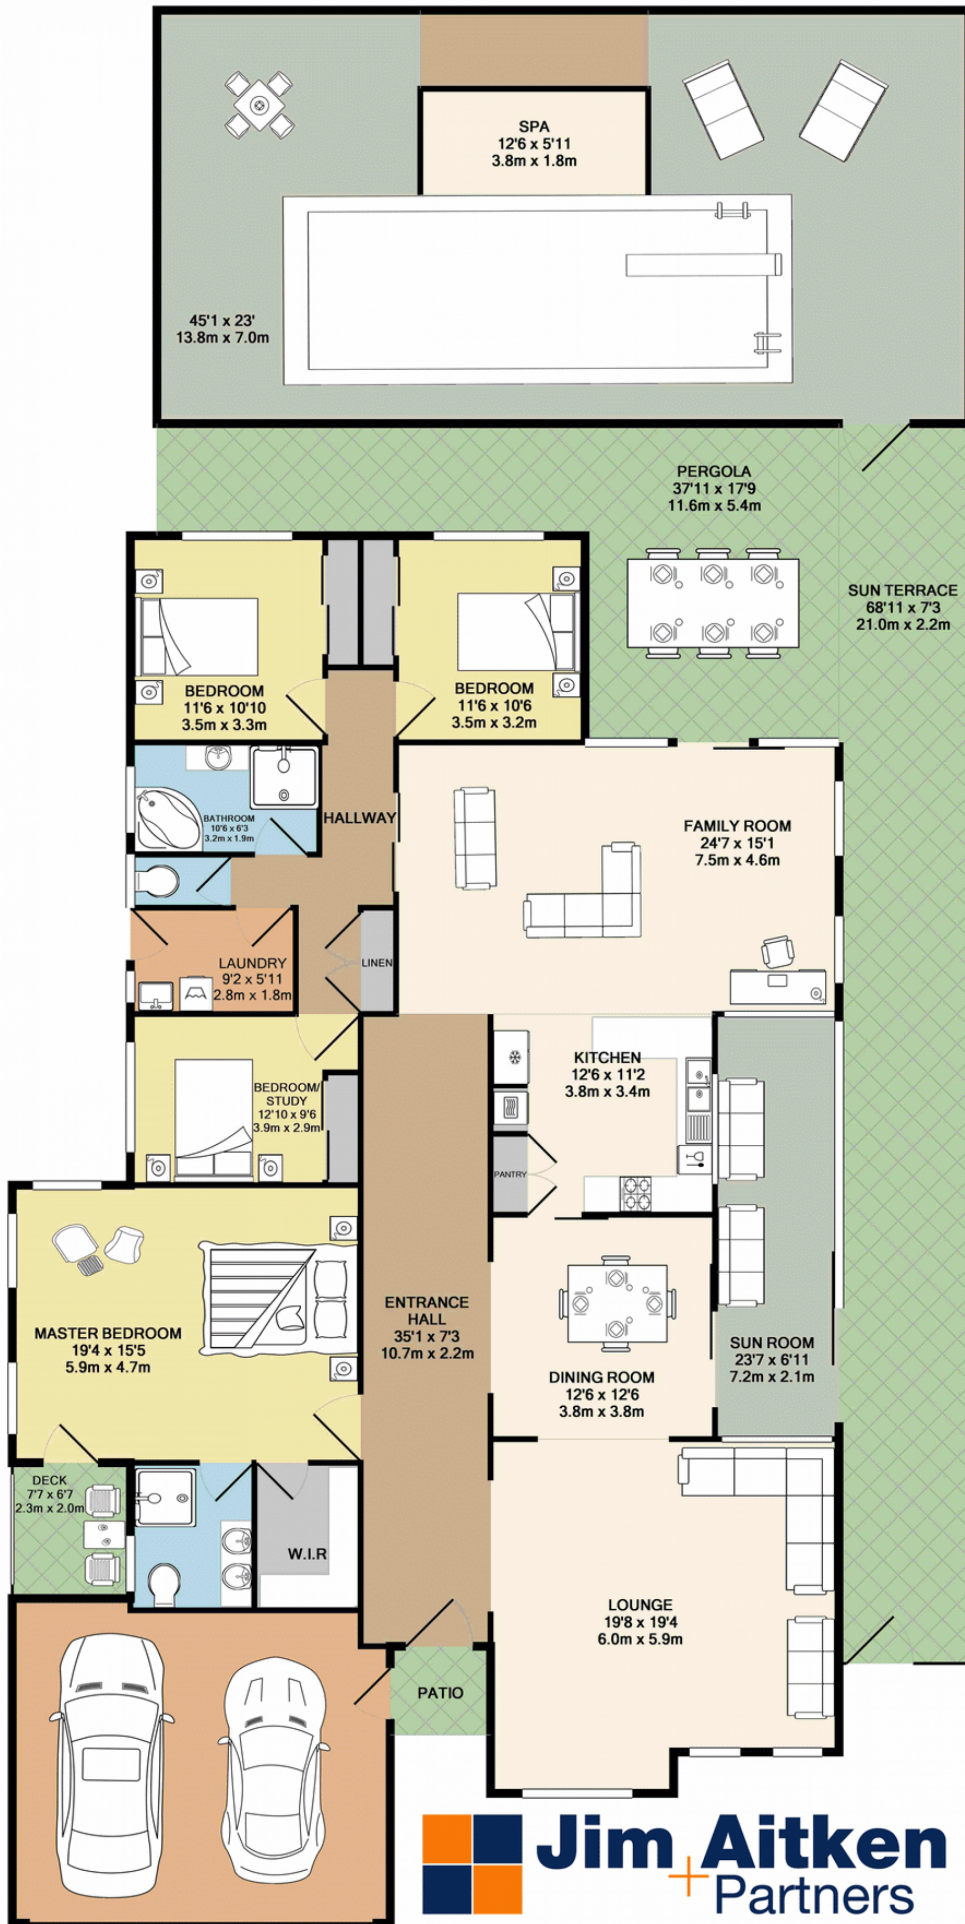 SPA
12'6 x 5'11
3.8m x 1.8m
45'1 x 23'
13.8m x 7.0m
PERGOLA
37'11 x 17'9
11.6m x 5.4m
SUN TERRACE
68'11 x 7'3
21.0m x 2.2m
BEDROOM
11'6 x 10'10
3.5m x 3.3m
BEDROOM
11'6 x 10'6
3.5m x 3.2m
BATHROOM
10'6 x 6'3
3.2m x 1.9m
HALLWAY
FAMILY ROOM
24'7 x 15'1
7.5m x 4.6m
LAUNDRY
9'2 x 5'11
2.8m x 1.8m
LINEN
KITCHEN
12'6 x 11'2
3.8m x 3.4m
BEDROOM/
STUDY
12'10 x 9'6
3.9m x 2.9m
PANTRY
MASTER BEDROOM
19'4 x 15'5
5.9m x 4.7m
ENTRANCE
HALL
35'1 x 7'3
10.7m x 2.2m
DINING ROOM
12'6 x 12'6
3.8m x 3.8m
SUN ROOM
23'7 x 6'11
7.2m x 2.1m
DECK
7'7 x 6'7
2.3m x 2.0m
W.I.R
LOUNGE
19'8 x 19'4
6.0m x 5.9m
PATIO
Jim Aitken
+ Partners